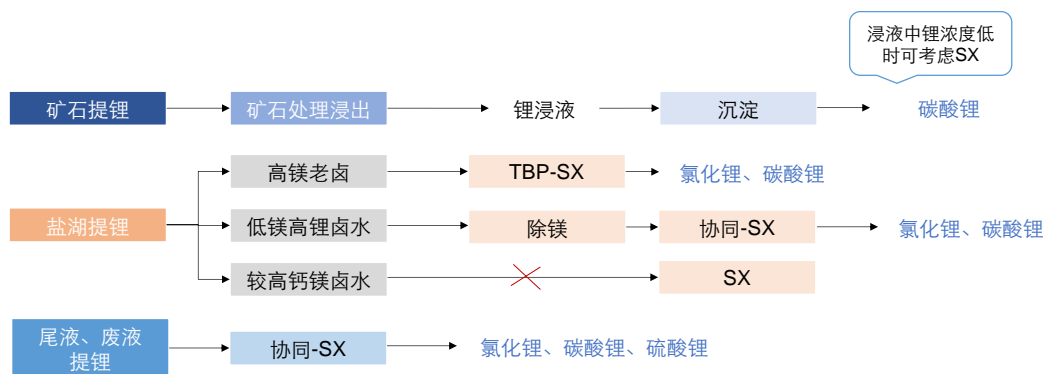 浸液中锂浓度低
时可考虑SX
矿石提锂
矿石处理浸出
锂浸液
沉淀
碳酸锂
高镁老卤
TBP-SX
氯化锂、碳酸锂
盐湖提锂
低镁高锂卤水
除镁
协同-SX
氯化锂、碳酸锂
较高钙镁卤水
SX
尾液、废液
提锂
协同-SX
氯化锂、碳酸锂、硫酸锂